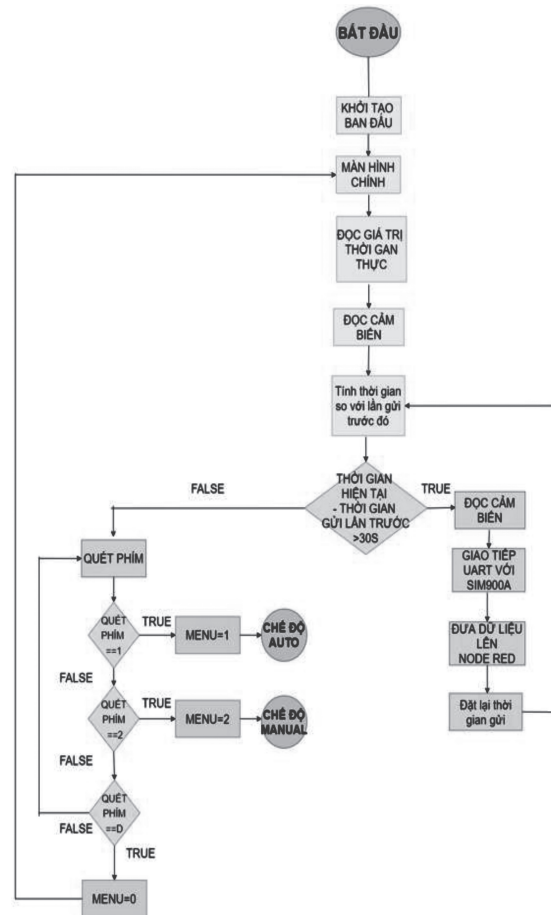 BẮT ĐẦU
KHỞI TẠO
BAN ĐẦU
MÀN HÌNH
CHÍNH
ĐỌC GIÁ TRỊ
THỜI GAN
THỰC
ĐỌC CẢM
BIẾN
Tính thời gian
so với lần gửi
trước đó
THỜI GIAN
HIỆN TẠI
- THỜI GIAN
GỬI LẦN TRƯỚC
>30S
FALSE
TRUE
ĐỌC CẢM
BIẾN
GIAO TIẾP
UART VỚI
SIM900A
ĐƯA DỮ LIỆU
LÊN
NODE RED
Đặt lại thời
gian gửi
QUÉT PHÍM
QUÉT
PHÍM
==1
TRUE
MENU=1
CHẾ ĐỘ
AUTO
FALSE
QUÉT
PHÍM
==2
TRUE
MENU=2
CHẾ ĐỘ
MANUAL
FALSE
QUÉT
PHÍM
==D
FALSE
TRUE
MENU=0